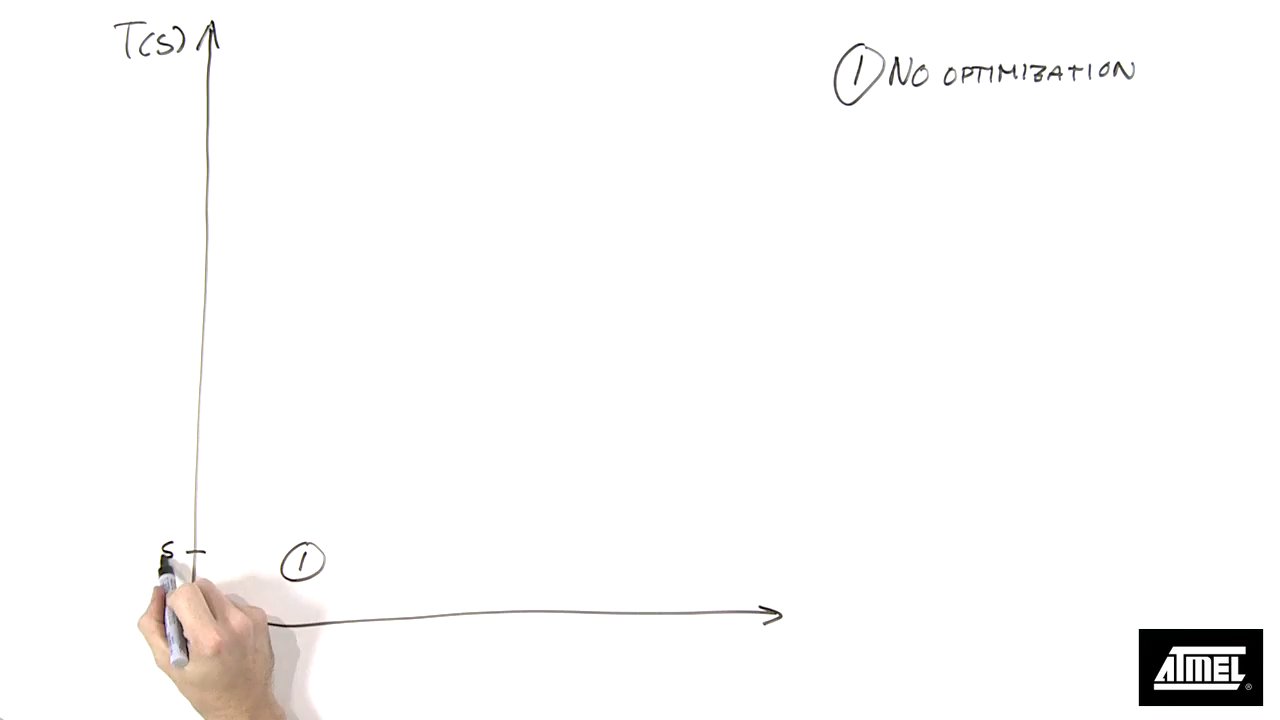 T(S)
① NO OPTIMIZATION
5
①
ATMEL®